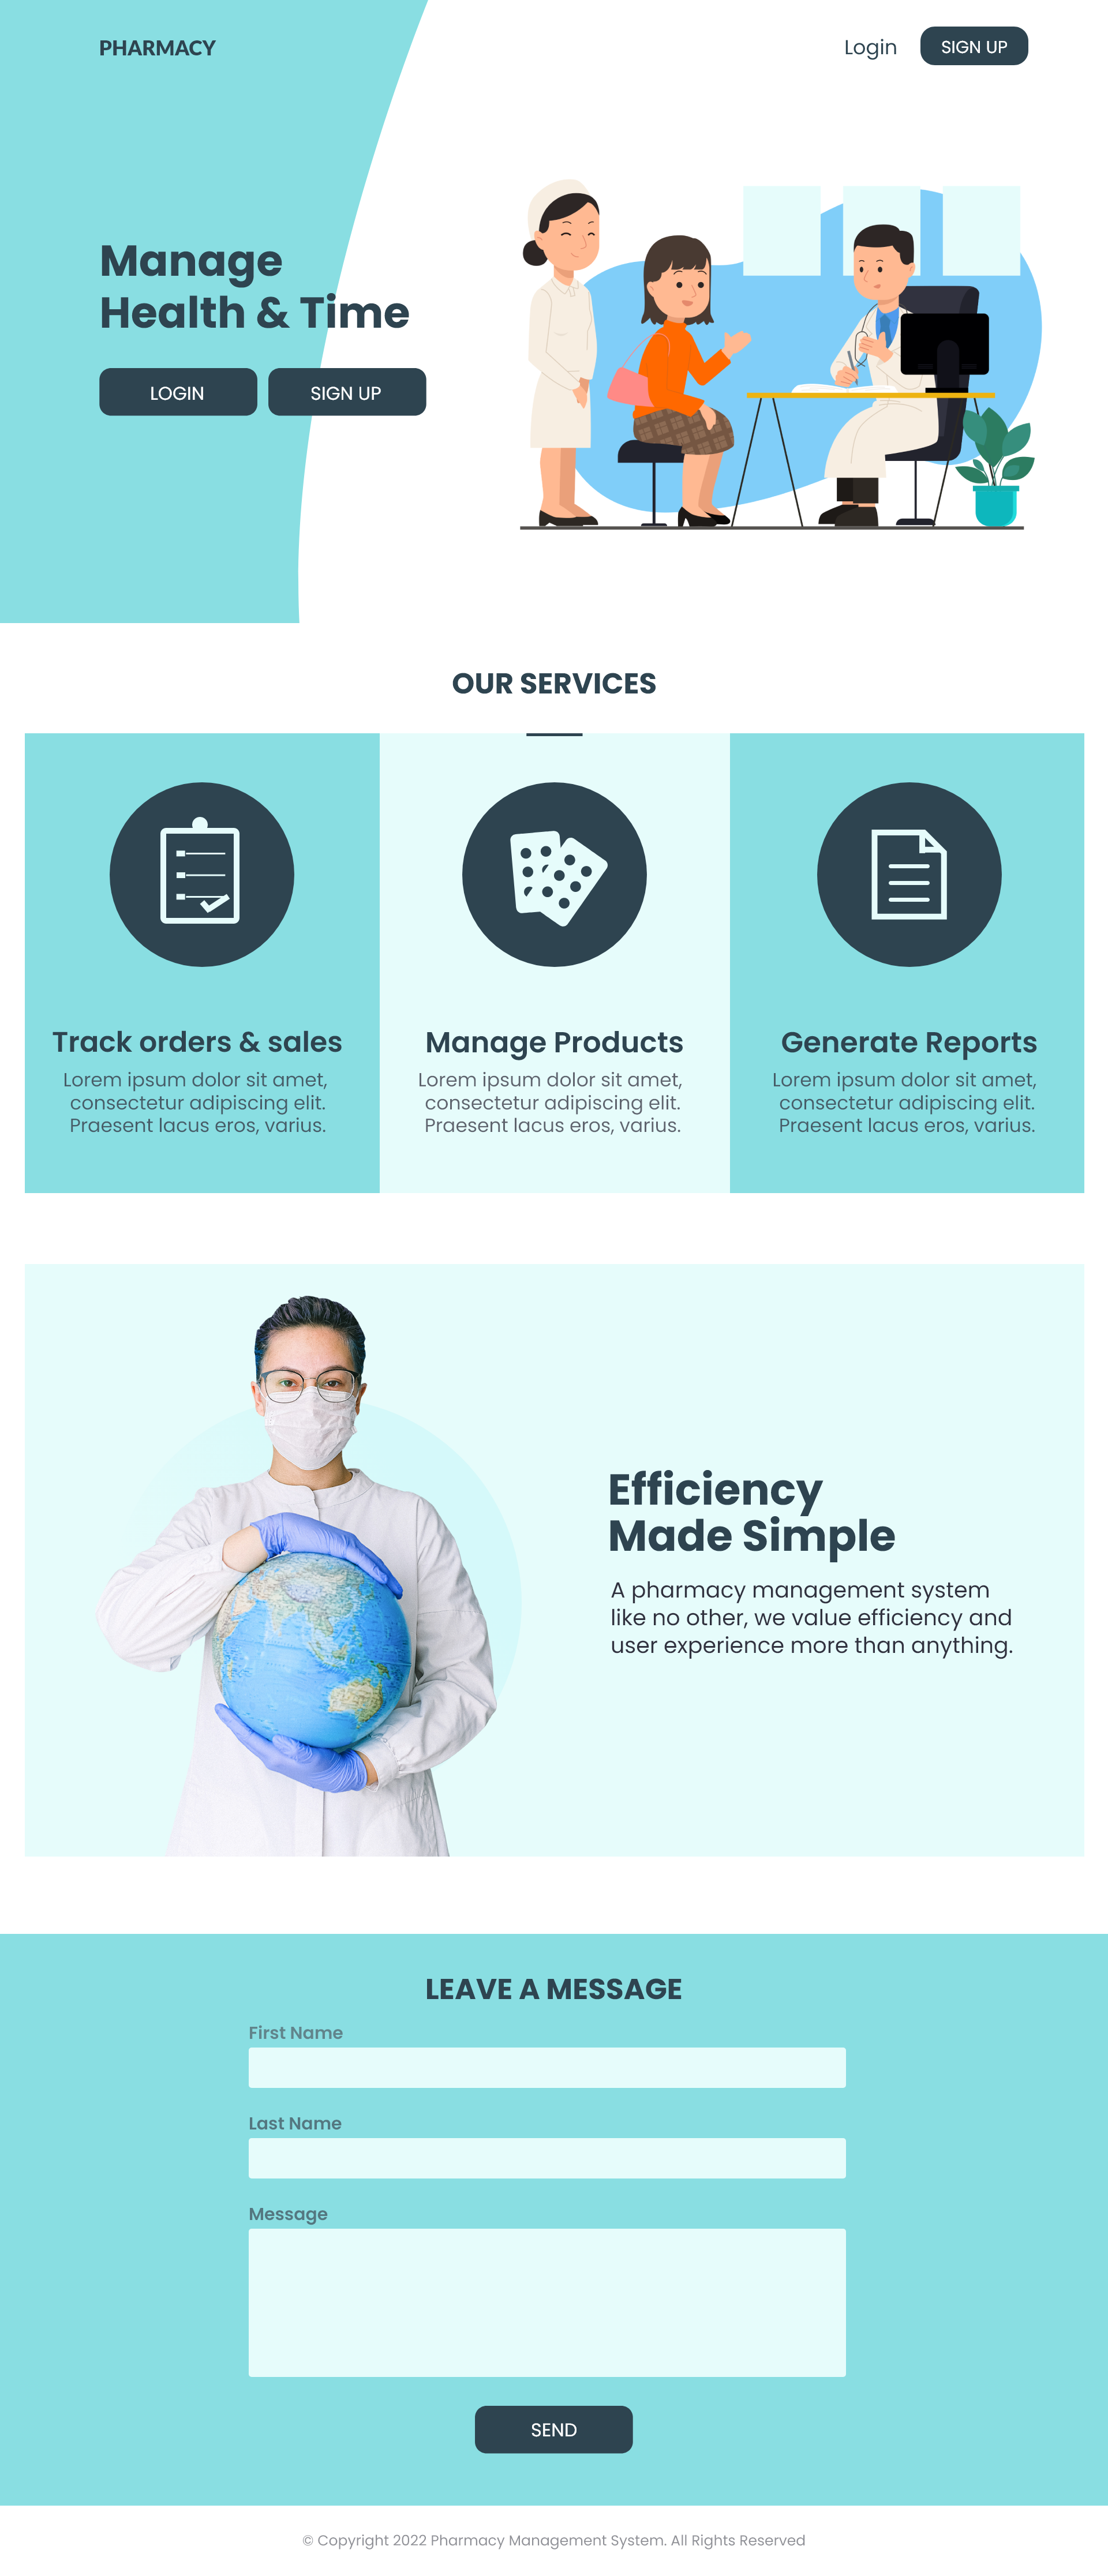 PHARMACY
Login
SIGN UP
Manage
Health & Time
LOGIN
SIGN UP
OUR SERVICES
Track orders & sales
Lorem ipsum dolor sit amet,
consectetur adipiscing elit.
Praesent lacus eros, varius.
Manage Products
Lorem ipsum dolor sit amet,
consectetur adipiscing elit.
Praesent lacus eros, varius.
Generate Reports
Lorem ipsum dolor sit amet,
consectetur adipiscing elit.
Praesent lacus eros, varius.
Efficiency
Made Simple
A pharmacy management system
like no other, we value efficiency and
user experience more than anything.
LEAVE A MESSAGE
First Name
Last Name
Message
SEND
© Copyright 2022 Pharmacy Management System. All Rights Reserved